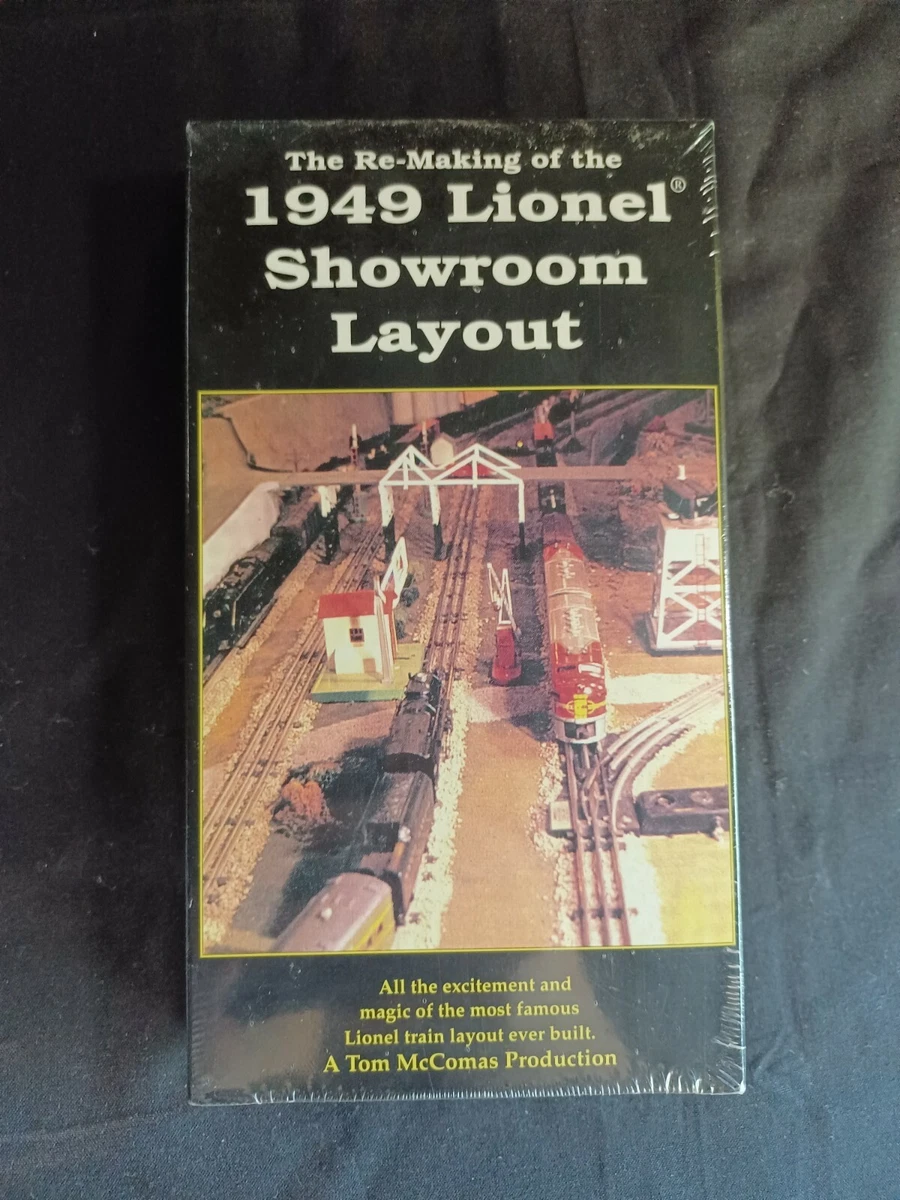 The Re-Making of the
1949 Lionel®
Showroom
Layout
All the excitement and
magic of the most famous
Lionel train layout ever built.
A Tom McComas Production